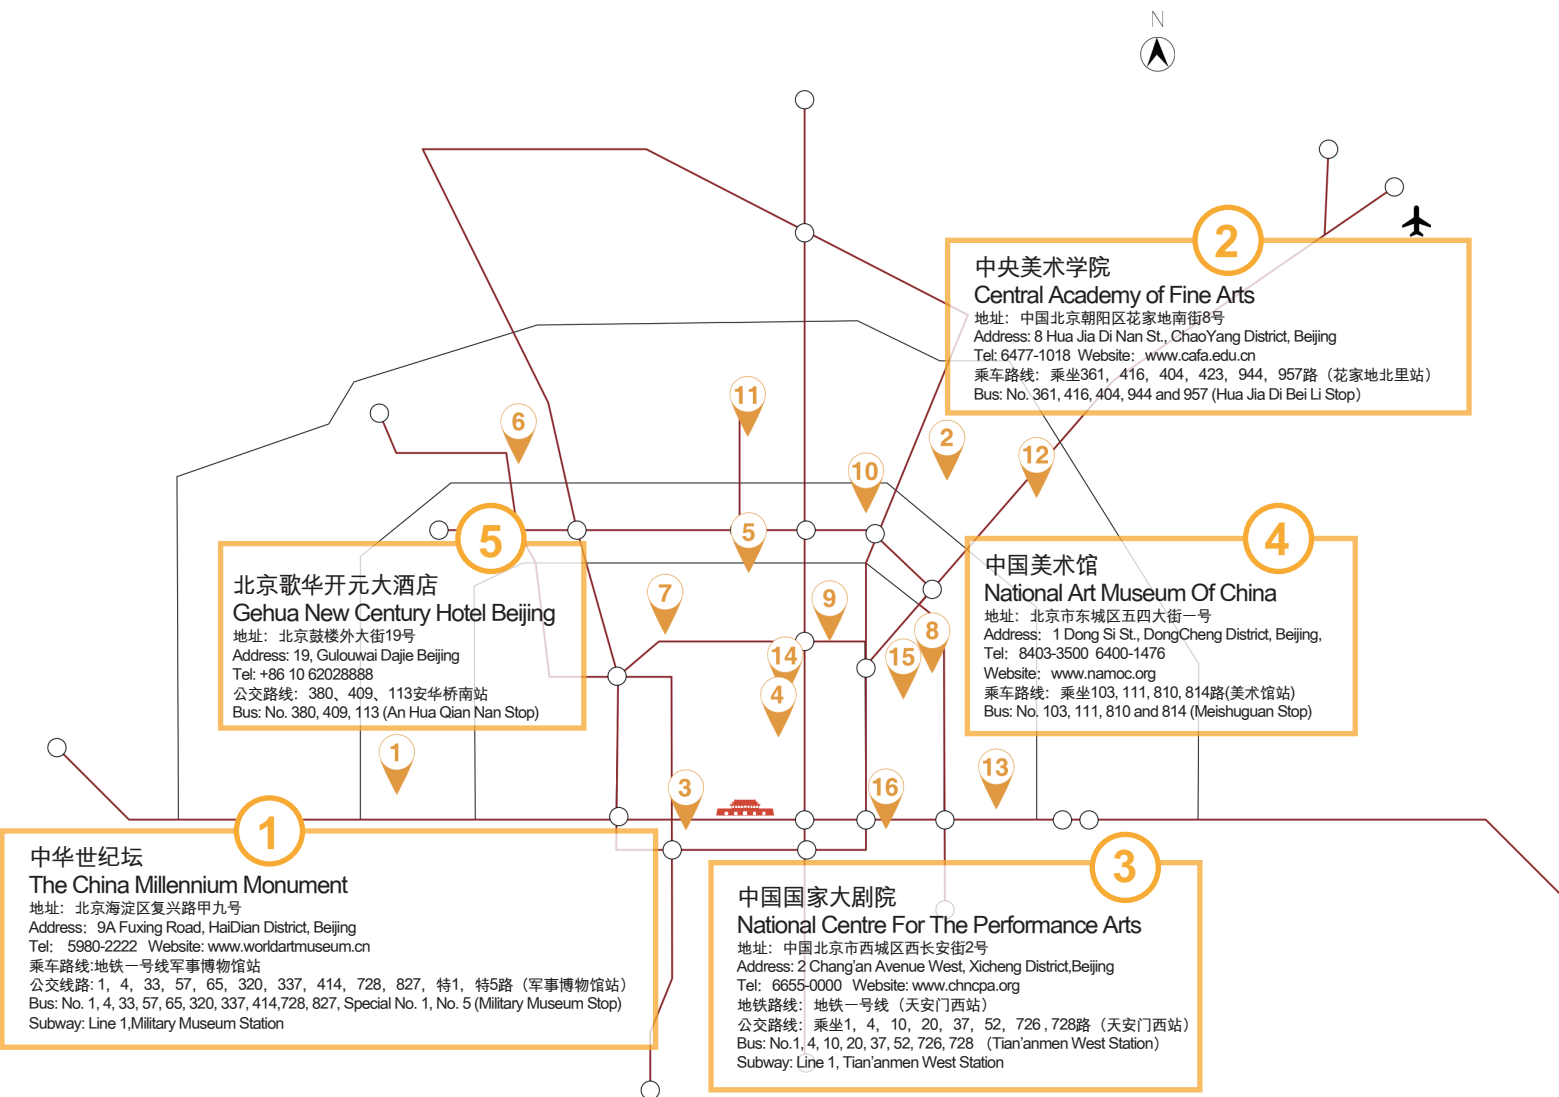 N
2
中央美术学院
Central Academy of Fine Arts
地址：中国北京朝阳区花家地南街8号
Address: 8 Hua Jia Di Nan St., ChaoYang District, Beijing
Tel: 6477-1018 Website: www.cafa.edu.cn
乘车路线：乘坐361，416，404，423，944，957路（花家地北里站）
Bus: No. 361, 416, 404, 944 and 957 (Hua Jia Di Bei Li Stop)
11
6
2
12
10
5
5
北京歌华开元大酒店
Gehua New Century Hotel Beijing
地址：北京鼓楼外大街19号
Address: 19, Gulouwai Dajie Beijing
Tel: +86 10 62028888
公交路线：380、409、113安华桥南站
Bus: No. 380, 409, 113 (An Hua Qian Nan Stop)
4
中国美术馆
National Art Museum Of China
地址：北京市东城区五四大街一号
Address: 1 Dong Si St., DongCheng District, Beijing,
Tel: 8403-3500 6400-1476
Website: www.namoc.org
乘车路线：乘坐103, 111, 810, 814路(美术馆站)
Bus: No. 103, 111, 810 and 814 (Meishuguan Stop)
7
9
8
14
15
4
1
3
16
13
1
中华世纪坛
The China Millennium Monument
地址：北京海淀区复兴路甲九号
Address: 9A Fuxing Road, HaiDian District, Beijing
Tel: 5980-2222 Website: www.worldartmuseum.cn
乘车路线:地铁一号线军事博物馆站
公交线路: 1，4，33，57，65，320，337，414，728，827，特1，特5路（军事博物馆站）
Bus: No. 1, 4, 33, 57, 65, 320, 337, 414,728, 827, Special No. 1, No. 5 (Military Museum Stop)
Subway: Line 1,Military Museum Station
3
中国国家大剧院
National Centre For The Performance Arts
地址：中国北京市西城区西长安街2号
Address: 2 Chang'an Avenue West, Xicheng District,Beijing
Tel: 6655-0000 Website: www.chncpa.org
地铁路线：地铁一号线（天安门西站）
公交路线：乘坐1，4，10，20，37，52，726 , 728路（天安门西站）
Bus: No.1, 4, 10, 20, 37, 52, 726, 728 （Tian'anmen West Station）
Subway: Line 1, Tian'anmen West Station